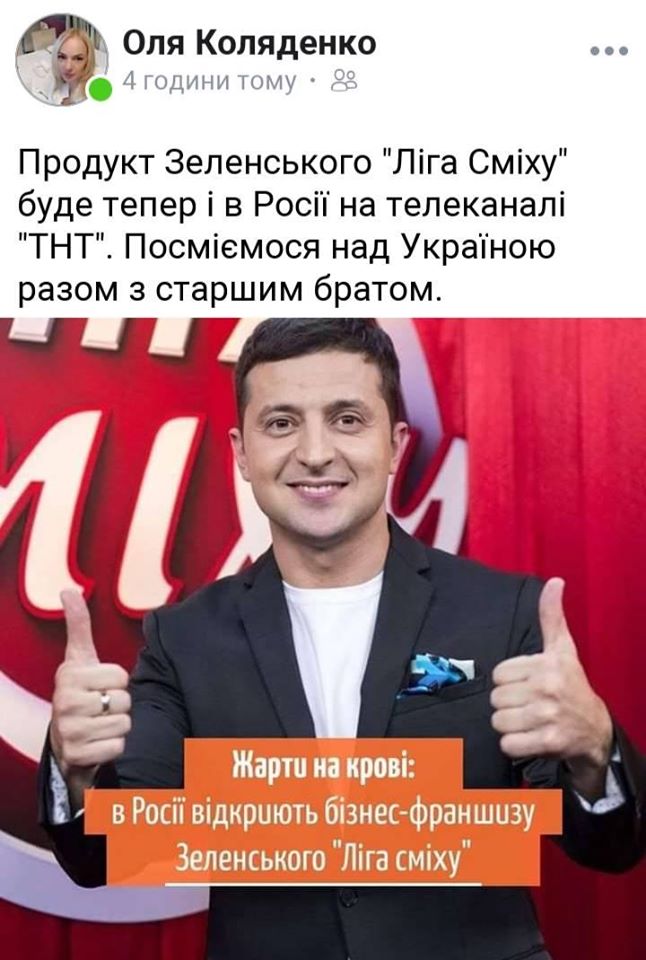 Оля Коляденко
4 години тому
Продукт Зеленського "Ліга Сміху"
буде тепер і в Росії на телеканалі
"ТНТ". Посміємося над Україною
разом з старшим братом.
Жарти на крові:
в Росії відкриють бізнес-франшизу
Зеленського "Ліга сміху"